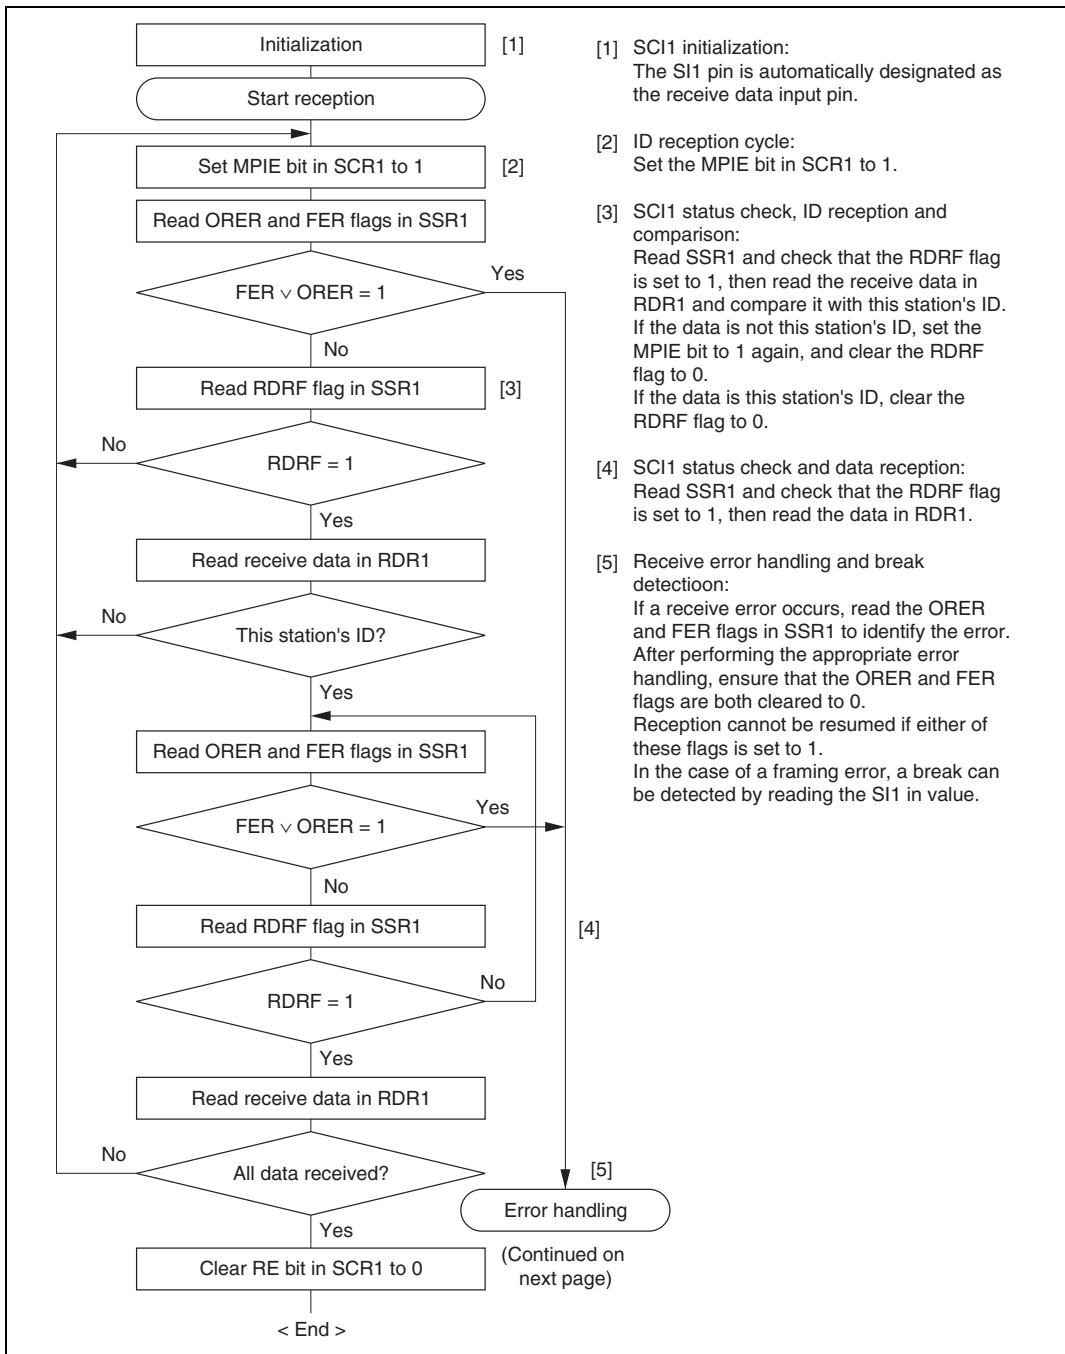 Initialization
[1]
Start reception
Set MPIE bit in SCR1 to 1
[2]
Read ORER and FER flags in SSR1
FER ∨ ORER = 1
Yes
No
Read RDRF flag in SSR1
[3]
No
RDRF = 1
Yes
Read receive data in RDR1
No
This station's ID?
Yes
Read ORER and FER flags in SSR1
FER ∨ ORER = 1
Yes
No
Read RDRF flag in SSR1
[4]
RDRF = 1
No
Yes
Read receive data in RDR1
No
All data received?
[5]
Error handling
Yes
(Continued on
next page)
Clear RE bit in SCR1 to 0
< End >
[1] SCI1 initialization:
The SI1 pin is automatically designated as
the receive data input pin.
[2] ID reception cycle:
Set the MPIE bit in SCR1 to 1.
[3] SCI1 status check, ID reception and
comparison:
Read SSR1 and check that the RDRF flag
is set to 1, then read the receive data in
RDR1 and compare it with this station's ID.
If the data is not this station's ID, set the
MPIE bit to 1 again, and clear the RDRF
flag to 0.
If the data is this station's ID, clear the
RDRF flag to 0.
[4] SCI1 status check and data reception:
Read SSR1 and check that the RDRF flag
is set to 1, then read the data in RDR1.
[5] Receive error handling and break
detectioon:
If a receive error occurs, read the ORER
and FER flags in SSR1 to identify the error.
After performing the appropriate error
handling, ensure that the ORER and FER
flags are both cleared to 0.
Reception cannot be resumed if either of
these flags is set to 1.
In the case of a framing error, a break can
be detected by reading the SI1 in value.